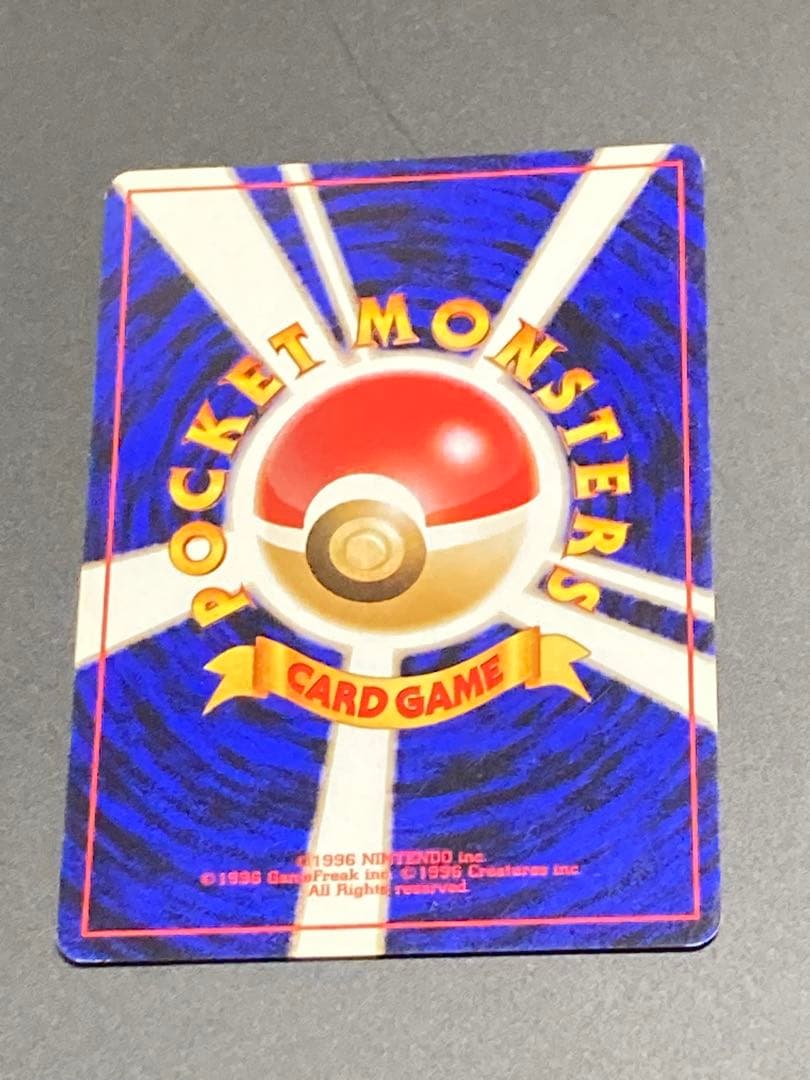 POCKET MONSTERS
CARD GAME
©1996 NINTENDO inc.
©1996 GameFreak inc. ©1996 Creatures inc.
All Rights reserved.